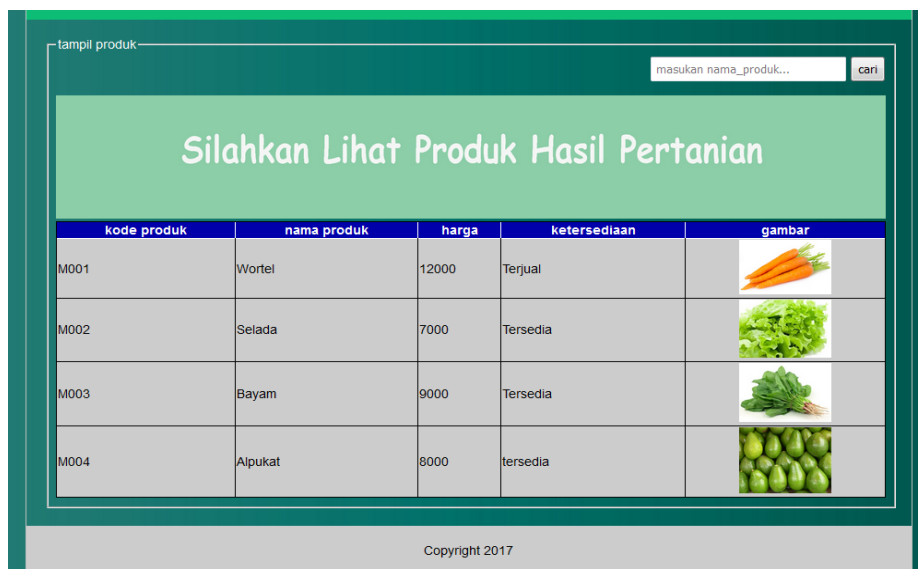 tampil produk
masukan nama_produk... cari
Silahkan Lihat Produk Hasil Pertanian
kode produk nama produk harga ketersediaan gambar
M001 Wortel 12000 Terjual
M002 Selada 7000 Tersedia
M003 Bayam 9000 Tersedia
M004 Alpukat 8000 tersedia
Copyright 2017